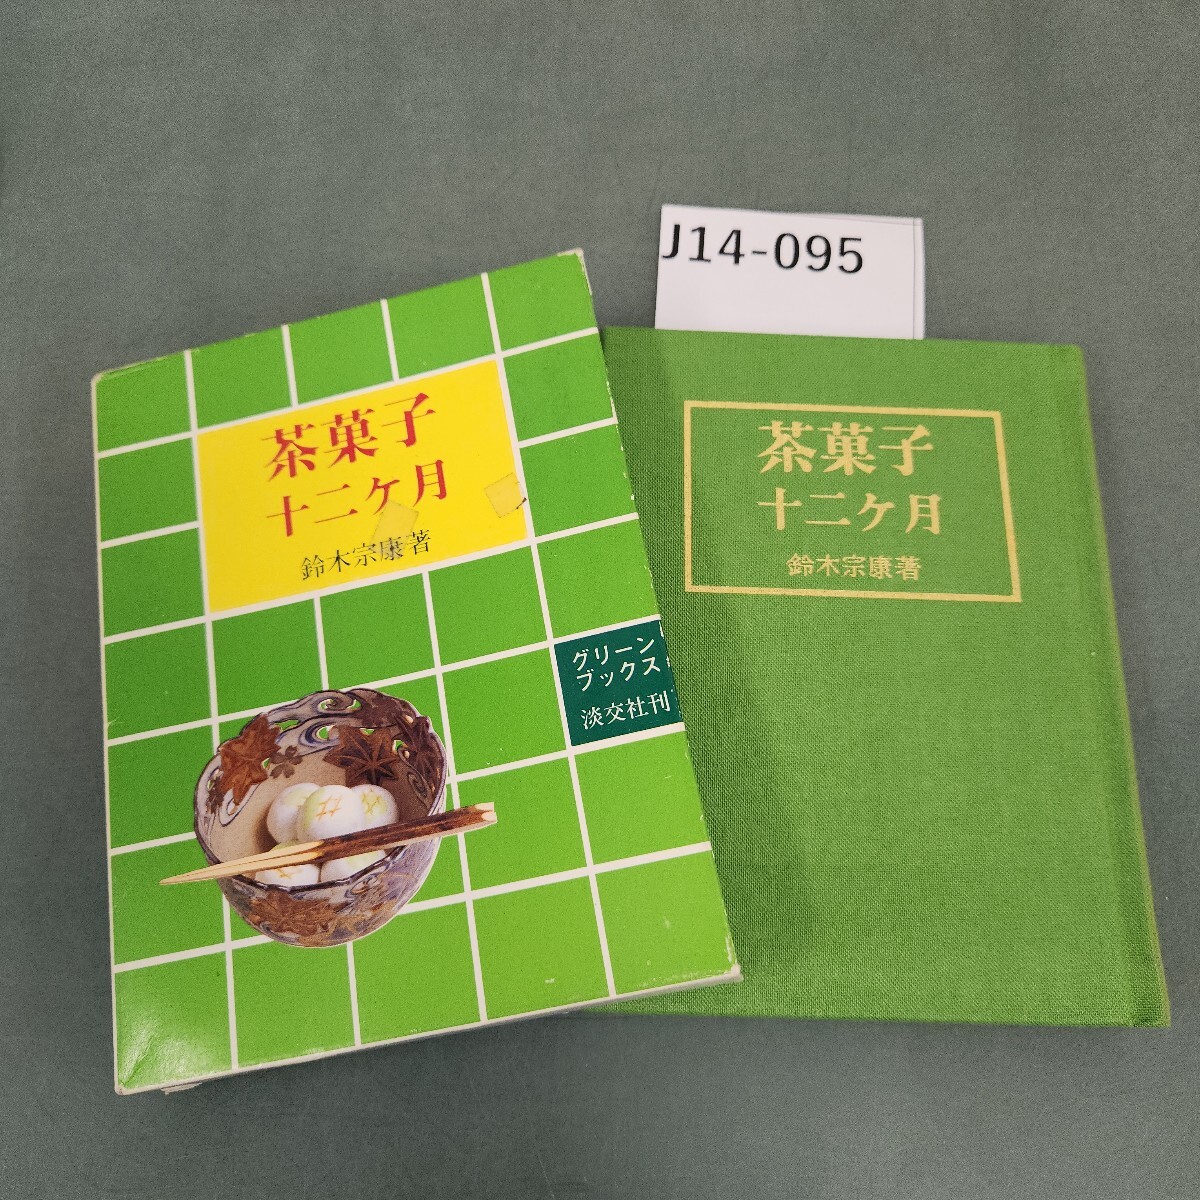 J14-095
茶菓子
十二ケ月
鈴木宗康著
グリーン
ブックス
淡交社刊
茶菓子
十二ケ月
鈴木宗康著